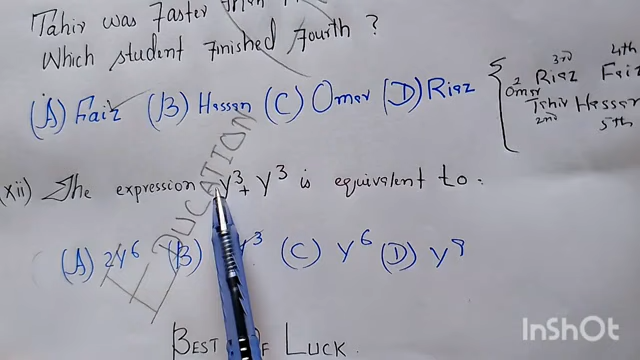 Tahir was Faster than
Which student Finished Fourth ?
(A) Faiz (B) Hassan (C) Omar (D) Riaz
3rd 4th
2 Riaz Faiz
Omar Tahir Hassan
2nd 5th
(xii) The expression y³ + y³ is equivalent to .
(A) 2y⁶ (B) y³ (C) y⁶ (D) y⁹
EDUCATION
BEST OF LUCK .
InShOt